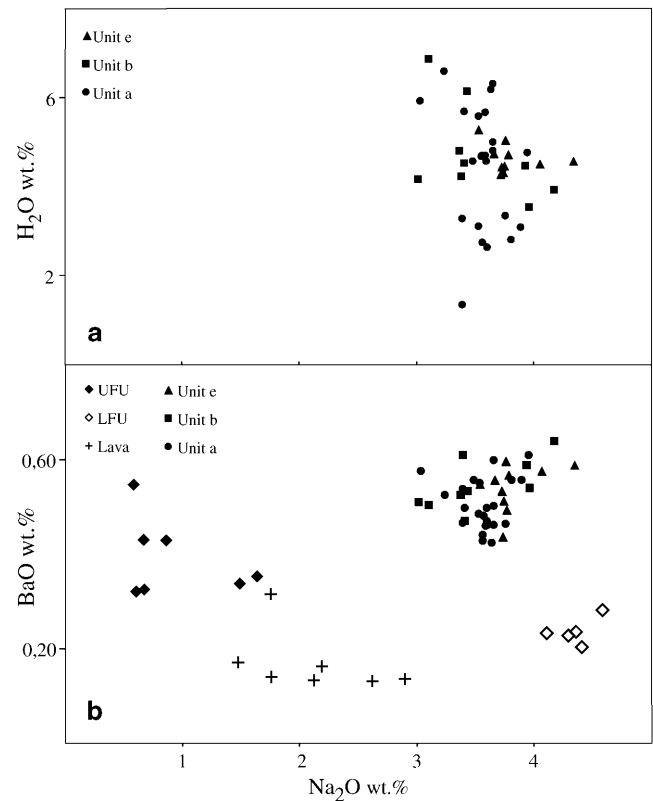 Unit e
Unit b
Unit a
6
2
H₂O wt.%
a
UFU Unit e
LFU Unit b
Lava Unit a
0,60
0,20
BaO wt.%
b
1 2 3 4
Na₂O wt.%